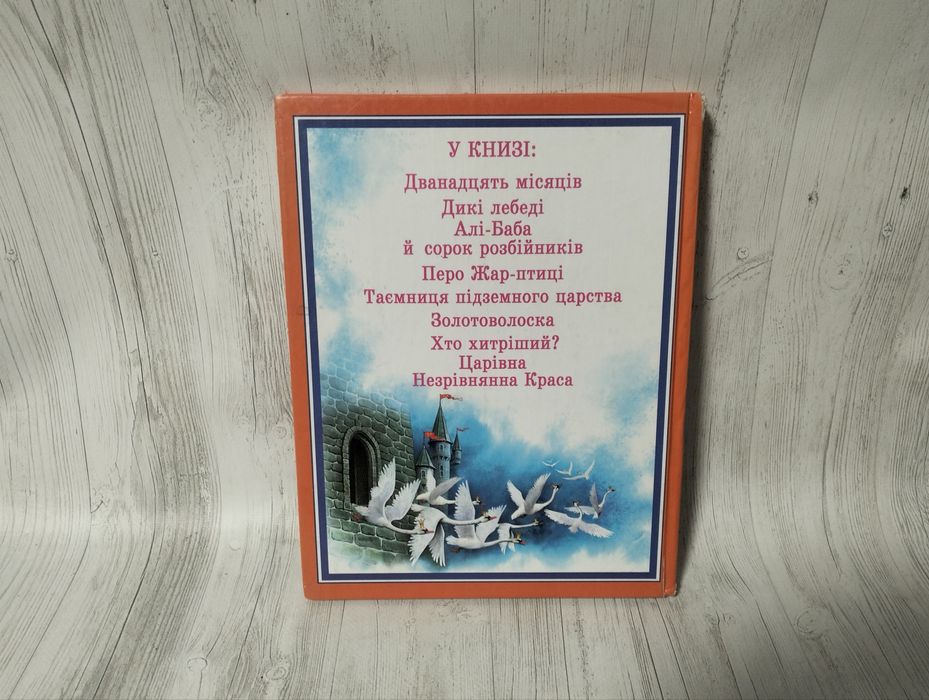 У КНИЗІ:
Дванадцять місяців
Дикі лебеді
Алі-Баба
й сорок розбійників
Перо Жар-птиці
Таємниця підземного царства
Золотоволоска
Хто хитріший?
Царівна
Незрівнянна Краса